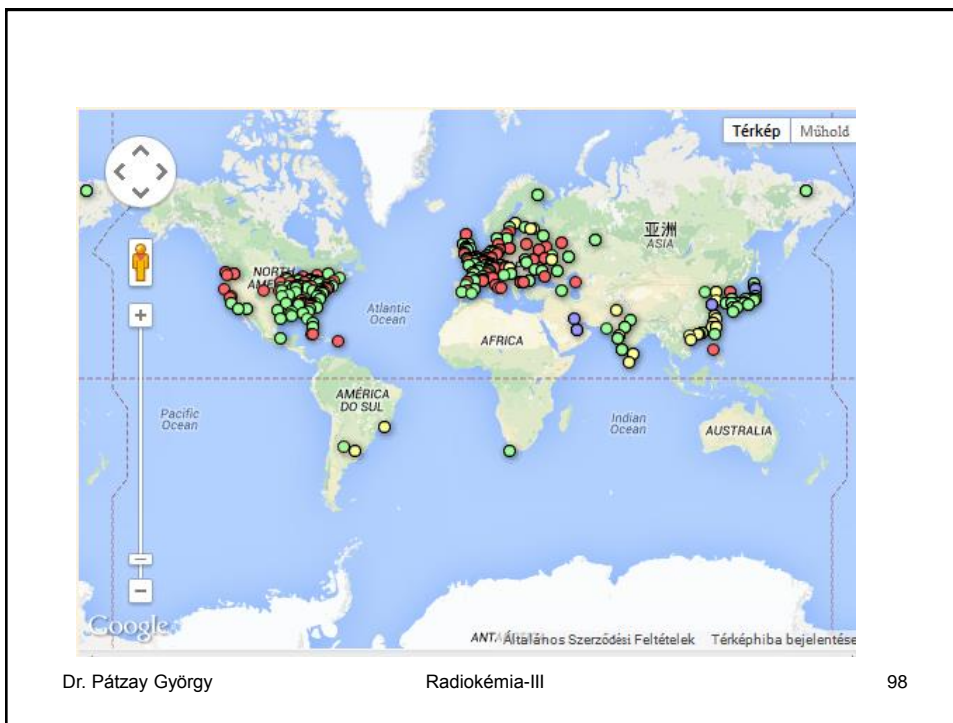 Térkép Műhold
亚洲
ASIA
NORTH
AMERICA
Atlantic
Ocean
AFRICA
AMÉRICA
DO SUL
Pacific
Ocean
Indian
Ocean
AUSTRALIA
Google
ANT. Általános Szerződési Feltételek Térképhiba bejelentése
Dr. Pátzay György Radiokémia-III 98